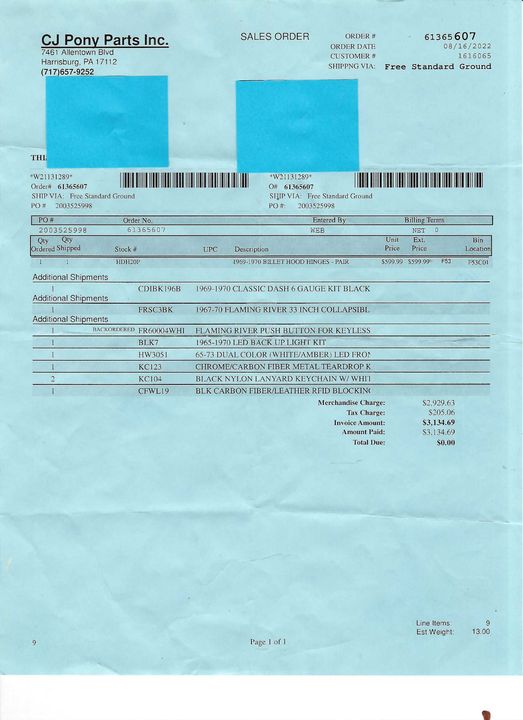 CJ Pony Parts Inc.
7461 Allentown Blvd
Harrisburg, PA 17112
(717)657-9252
SALES ORDER
ORDER # 61365607
ORDER DATE 08/16/2022
CUSTOMER # 1616065
SHIPPNG VIA: Free Standard Ground
THI
*W21131289* *W21131289*
Order# 61365607 O# 61365607
SHIP VIA: Free Standard Ground SHIP VIA: Free Standard Ground
PO # 2003525998 PO #: 2003525998
PO # Order No. Entered By Billing Terms
2003525998 61365607 WEB NET 0
Qty Ordered Qty Shipped Stock # UPC Description Unit Price Ext. Price Bin Location
1 1 HDH20P 1969-1970 BILLET HOOD HINGES - PAIR $599.99 $599.99 F53 F53C01
Additional Shipments
1 CDIBK196B 1969-1970 CLASSIC DASH 6 GAUGE KIT BLACK
Additional Shipments
1 FRSC3BK 1967-70 FLAMING RIVER 33 INCH COLLAPSIBL
Additional Shipments
1 BACKORDERED FR60004WHI FLAMING RIVER PUSH BUTTON FOR KEYLESS
1 BLK7 1965-1970 LED BACK UP LIGHT KIT
1 HW3051 65-73 DUAL COLOR (WHITE/AMBER) LED FRON
1 KC123 CHROME/CARBON FIBER METAL TEARDROP K
2 KC104 BLACK NYLON LANYARD KEYCHAIN W/ WHIT
1 CFWL19 BLK CARBON FIBER/LEATHER RFID BLOCKING
Merchandise Charge: $2,929.63
Tax Charge: $205.06
Invoice Amount: $3,134.69
Amount Paid: $3,134.69
Total Due: $0.00
Line Items: 9
Est Weight: 13.00
9 Page 1 of 1